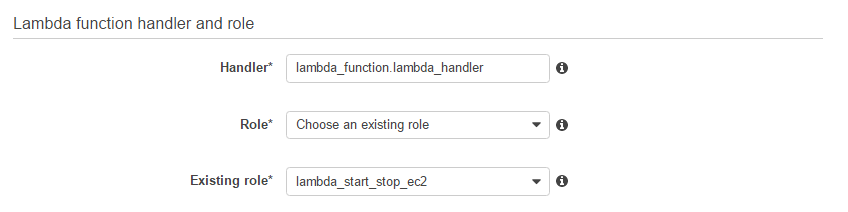 Lambda function handler and role
Handler* lambda_function.lambda_handler
Role* Choose an existing role
Existing role* lambda_start_stop_ec2